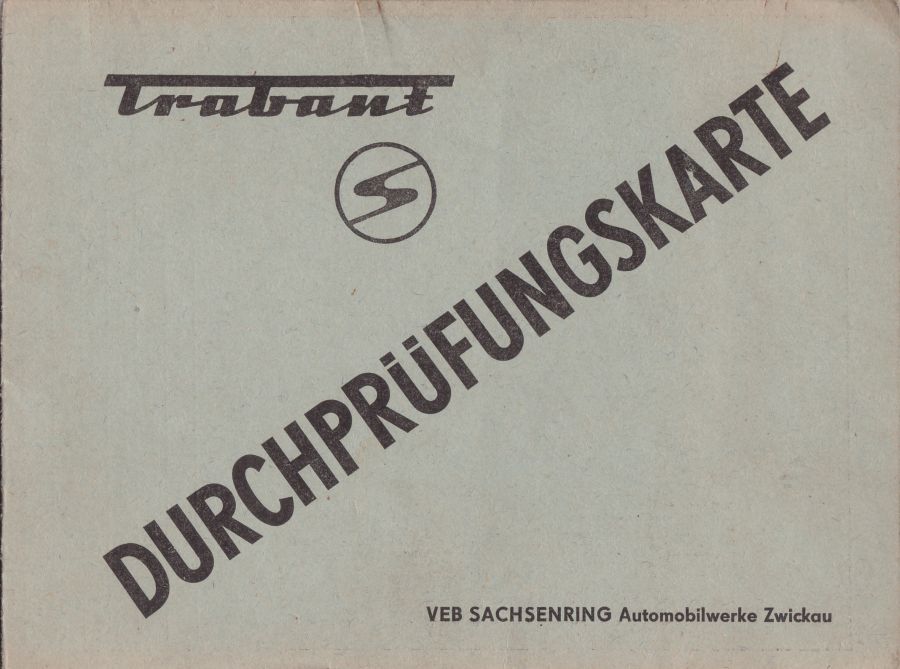 Trabant
S
DURCHPRÜFUNGSKARTE
VEB SACHSENRING Automobilwerke Zwickau